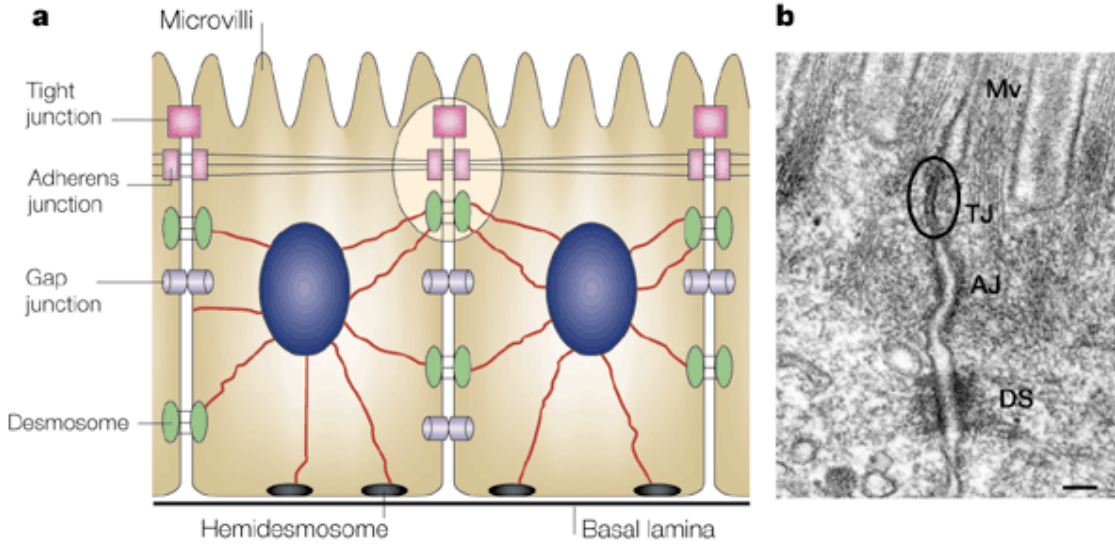 a
Microvilli
Tight
junction
Adherens
junction
Gap
junction
Desmosome
Hemidesmosome
Basal lamina
b
Mv
TJ
AJ
DS